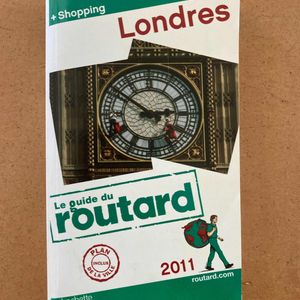 + Shopping
Londres
Le guide du
routard
PLAN
INCLUS
DE LA VILLE
2011
routard.com
hachette